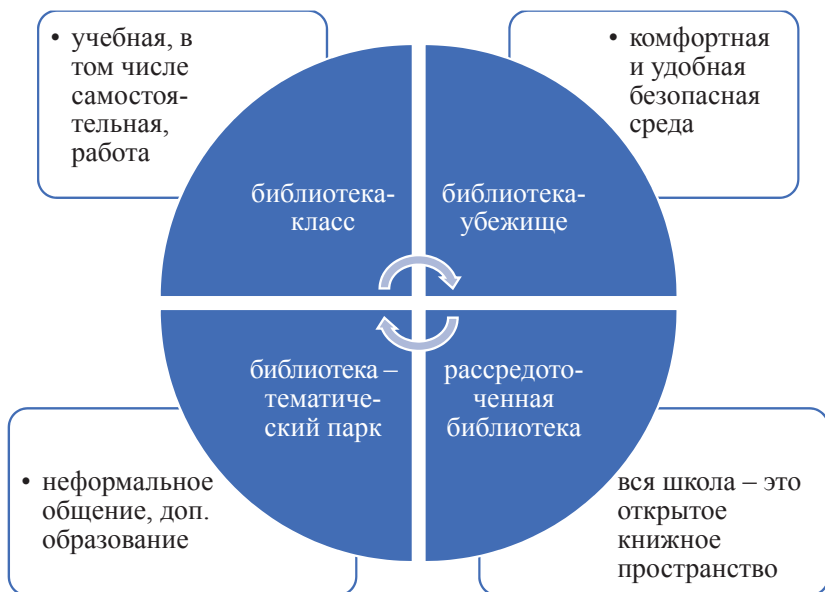 • учебная, в
том числе
самостоя-
тельная,
работа
• комфортная
и удобная
безопасная
среда
библиотека-
класс
библиотека-
убежище
библиотека –
тематиче-
ский парк
рассредото-
ченная
библиотека
• неформальное
общение, доп.
образование
вся школа – это
открытое
книжное
пространство